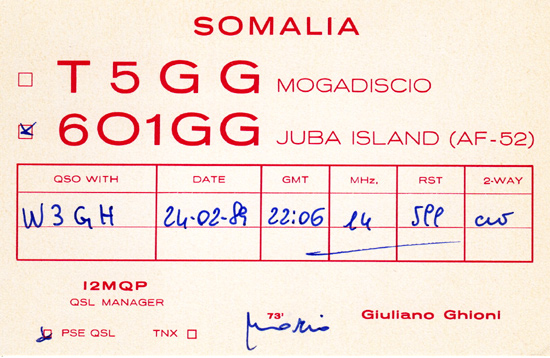 SOMALIA
T5GG MOGADISCIO
6O1GG JUBA ISLAND (AF-52)
QSO WITH DATE GMT MHz. RST 2-WAY
W3GH 24-02-89 22:06 14 599 cw
I2MQP
QSL MANAGER
73' Giuliano Ghioni
Mario
PSE QSL TNX